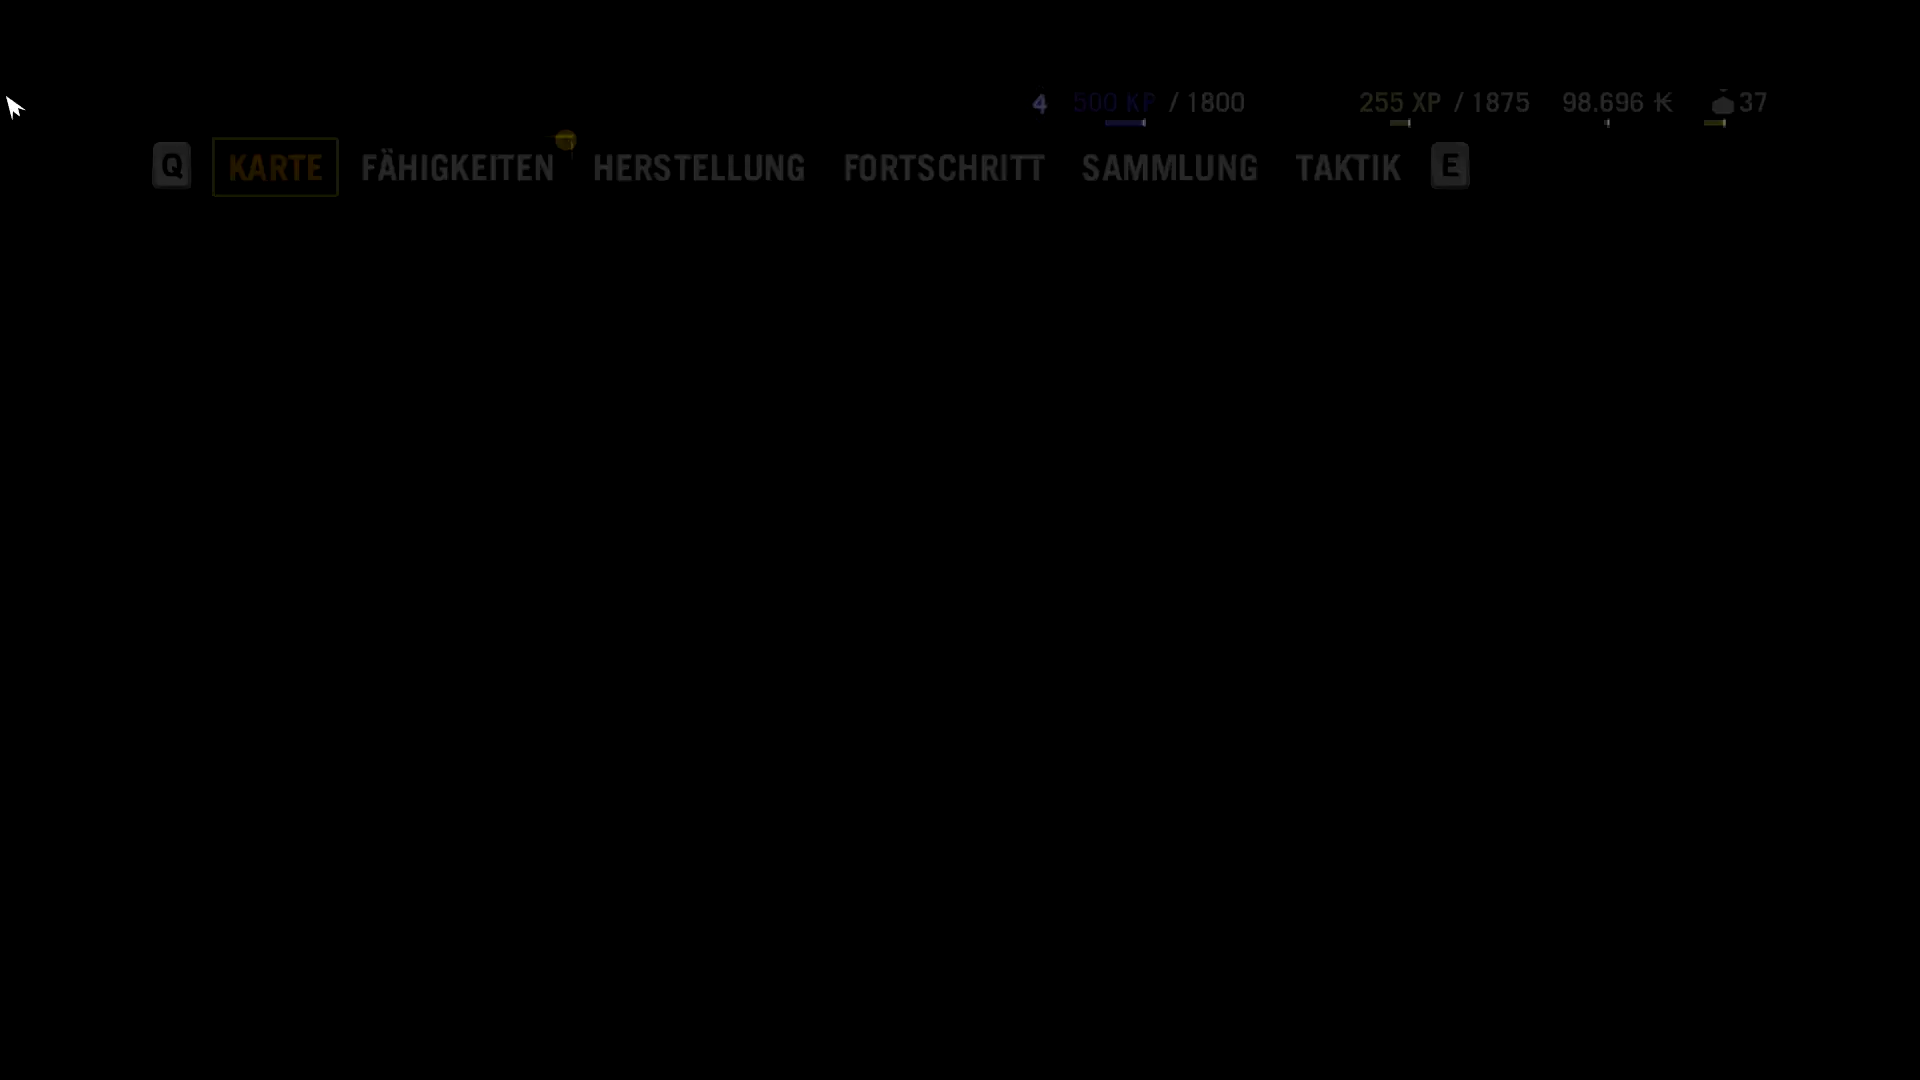 4 500 KP / 1800 255 XP / 1875 98.696 ₭ 37
Q KARTE FÄHIGKEITEN HERSTELLUNG FORTSCHRITT SAMMLUNG TAKTIK E